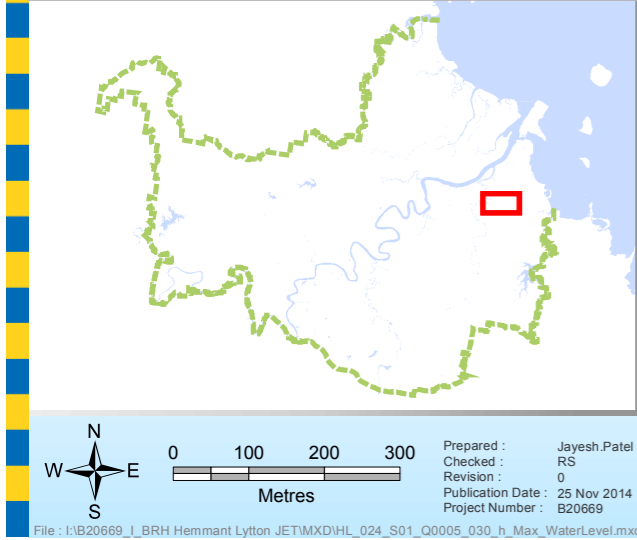 N
W E
S
0 100 200 300
Metres
Prepared : Jayesh.Patel
Checked : RS
Revision : 0
Publication Date : 25 Nov 2014
Project Number : B20669
File : I:\B20669_I_BRH Hemmant Lytton JET\MXD\HL_024_S01_Q0005_030_h_Max_WaterLevel.mxd